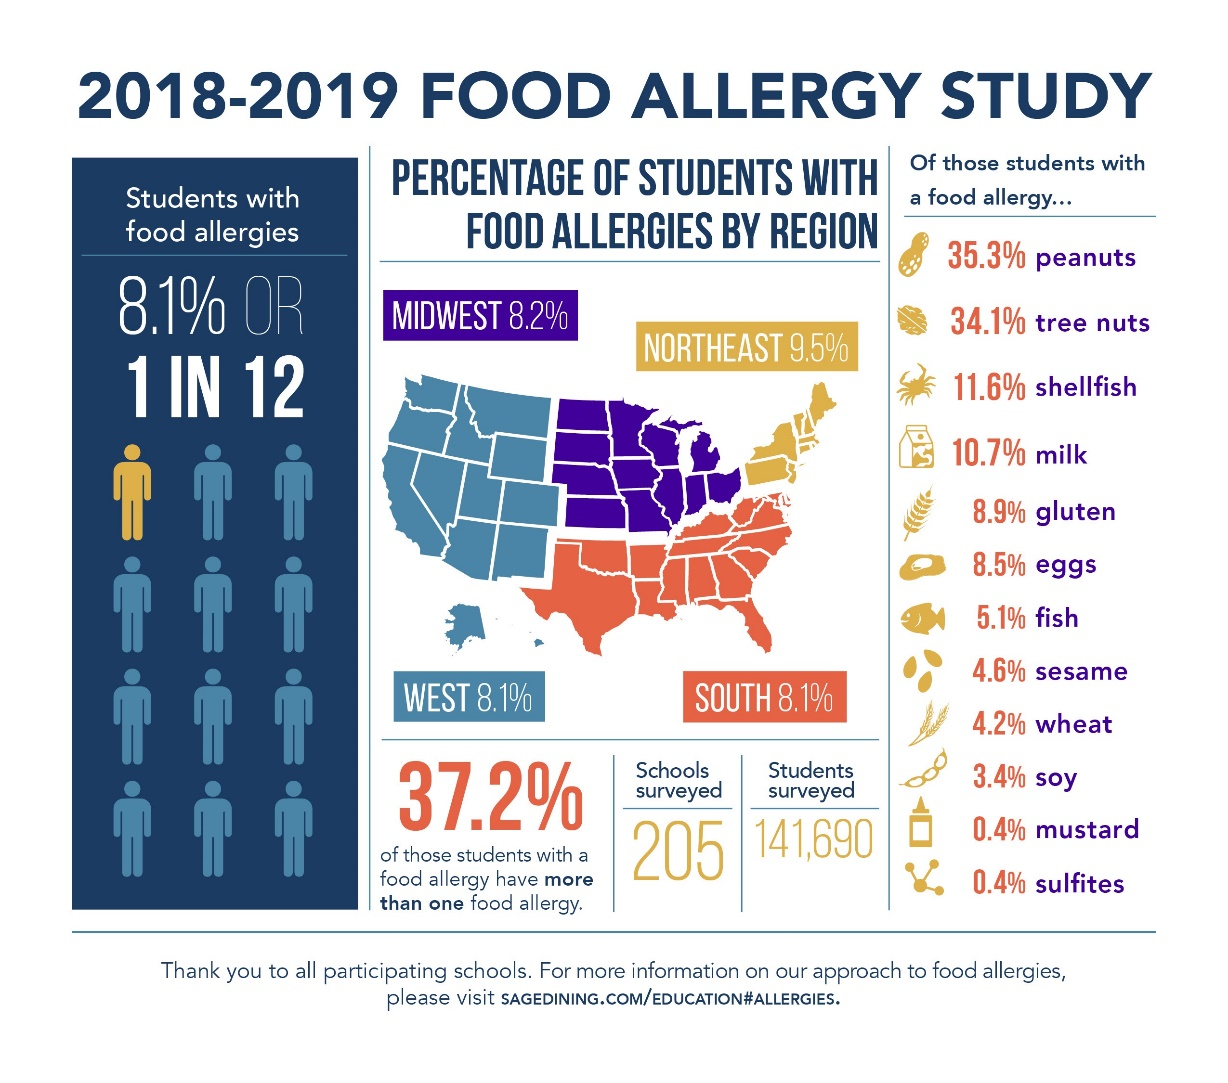 2018-2019 FOOD ALLERGY STUDY
Students with
food allergies
8.1% OR
1 IN 12
PERCENTAGE OF STUDENTS WITH
FOOD ALLERGIES BY REGION
MIDWEST 8.2%
NORTHEAST 9.5%
WEST 8.1%
SOUTH 8.1%
37.2%
of those students with a
food allergy have more
than one food allergy.
Schools
surveyed
205
Students
surveyed
141,690
Of those students with
a food allergy...
35.3% peanuts
34.1% tree nuts
11.6% shellfish
10.7% milk
8.9% gluten
8.5% eggs
5.1% fish
4.6% sesame
4.2% wheat
3.4% soy
0.4% mustard
0.4% sulfites
Thank you to all participating schools. For more information on our approach to food allergies,
please visit SAGEDINING.COM/EDUCATION#ALLERGIES.